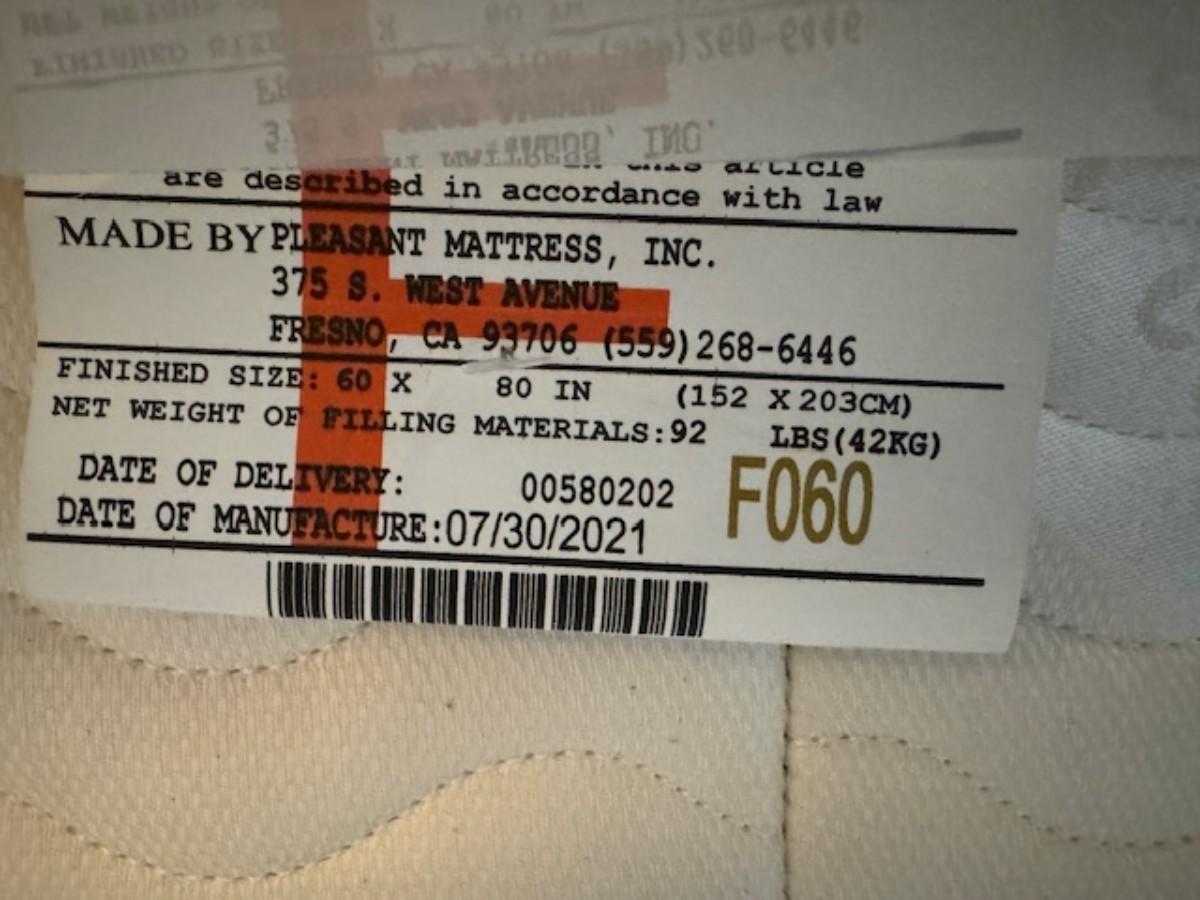 this article
are described in accordance with law
MADE BY PLEASANT MATTRESS, INC.
375 S. WEST AVENUE
FRESNO, CA 93706 (559)268-6446
FINISHED SIZE: 60 X 80 IN (152 X 203CM)
NET WEIGHT OF FILLING MATERIALS:92 LBS(42KG)
DATE OF DELIVERY: 00580202 F060
DATE OF MANUFACTURE:07/30/2021